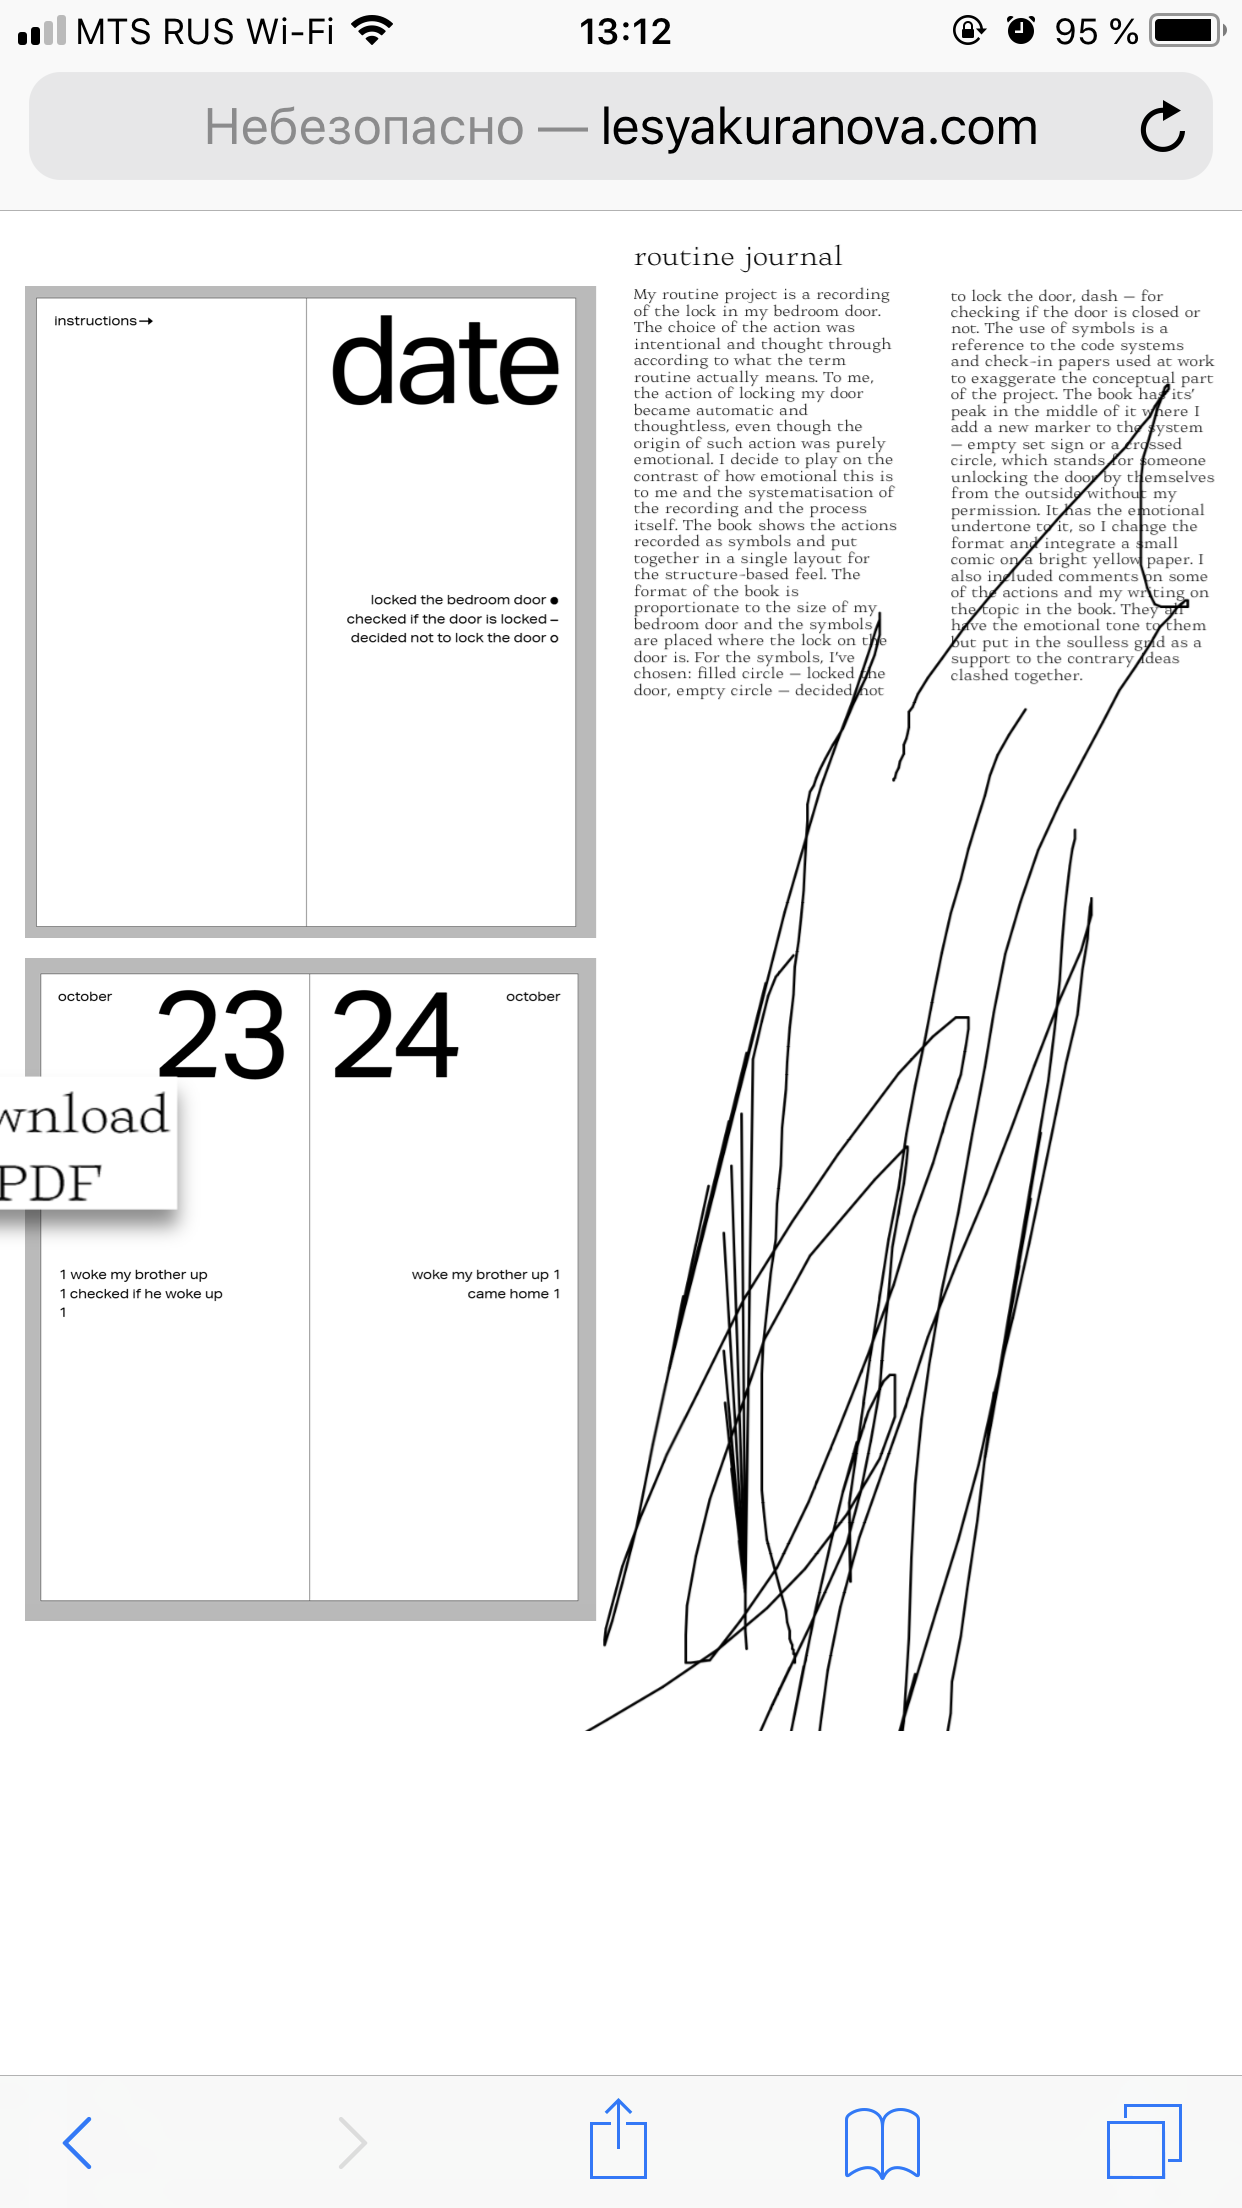 MTS RUS Wi-Fi 13:12 95 %
Небезопасно — lesyakuranova.com
instructions→
date
locked the bedroom door ●
checked if the door is locked –
decided not to lock the door o
routine journal
My routine project is a recording
of the lock in my bedroom door.
The choice of the action was
intentional and thought through
according to what the term
routine actually means. To me,
the action of locking my door
became automatic and
thoughtless, even though the
origin of such action was purely
emotional. I decide to play on the
contrast of how emotional this is
to me and the systematisation of
the recording and the process
itself. The book shows the actions
recorded as symbols and put
together in a single layout for
the structure-based feel. The
format of the book is
proportionate to the size of my
bedroom door and the symbols
are placed where the lock on the
door is. For the symbols, I've
chosen: filled circle — locked the
door, empty circle — decided not
to lock the door, dash — for
checking if the door is closed or
not. The use of symbols is a
reference to the code systems
and check-in papers used at work
to exaggerate the conceptual part
of the project. The book has its'
peak in the middle of it where I
add a new marker to the system
— empty set sign or a crossed
circle, which stands for someone
unlocking the door by themselves
from the outside without my
permission. It has the emotional
undertone to it, so I change the
format and integrate a small
comic on a bright yellow paper. I
also included comments on some
of the actions and my writing on
the topic in the book. They all
have the emotional tone to them
but put in the soulless grid as a
support to the contrary ideas
clashed together.
october 23 24 october
wnload
PDF
1 woke my brother up
1 checked if he woke up
1
woke my brother up 1
came home 1